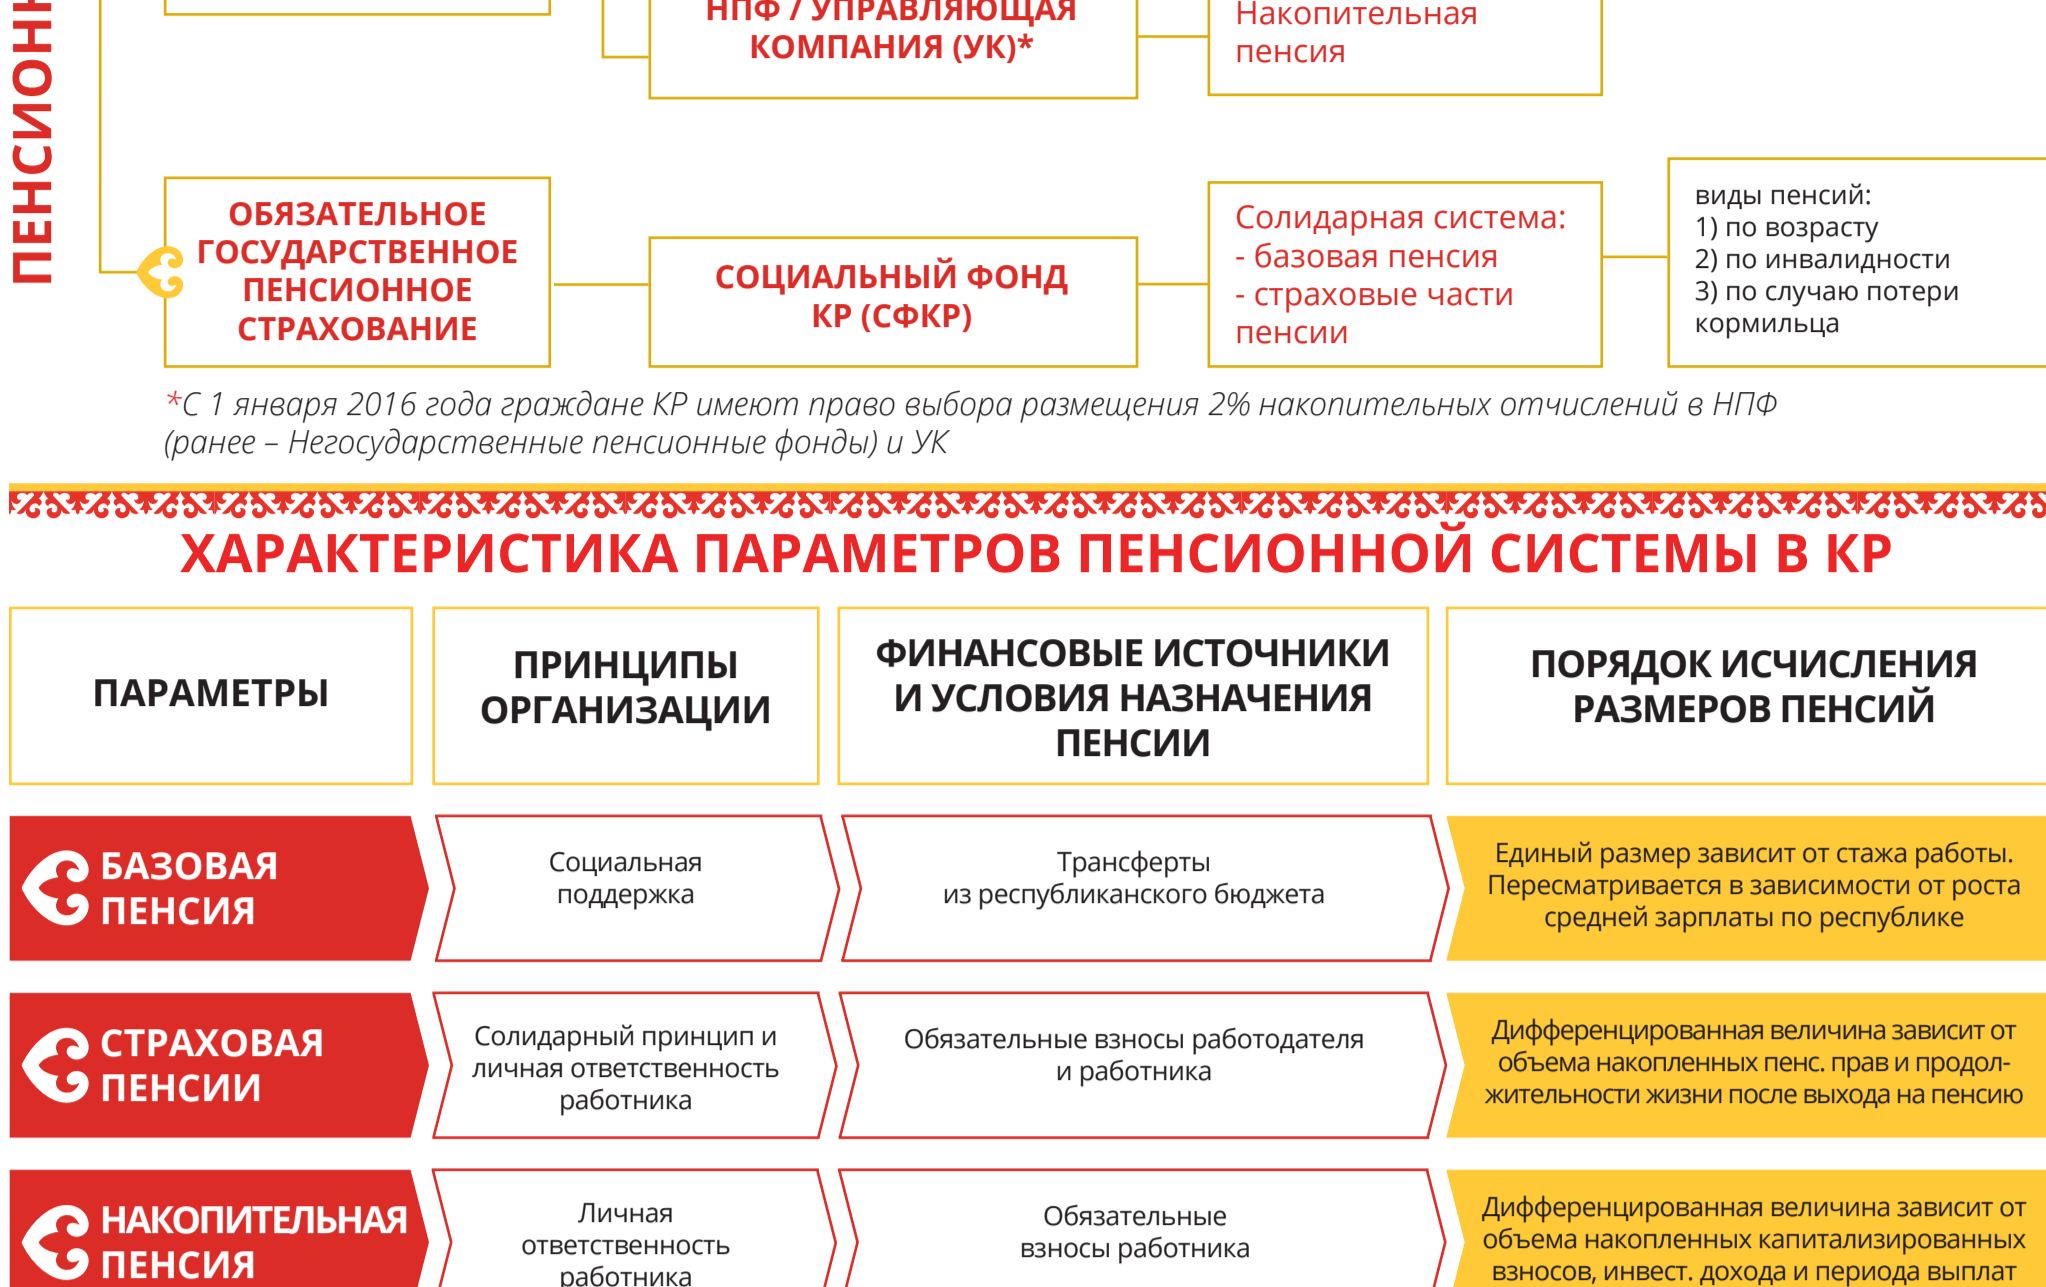 НПФ / УПРАВЛЯЮЩАЯ
КОМПАНИЯ (УК)*
Накопительная
пенсия
ПЕНСИОН
ОБЯЗАТЕЛЬНОЕ
ГОСУДАРСТВЕННОЕ
ПЕНСИОННОЕ
СТРАХОВАНИЕ
СОЦИАЛЬНЫЙ ФОНД
КР (СФКР)
Солидарная система:
- базовая пенсия
- страховые части
пенсии
виды пенсий:
1) по возрасту
2) по инвалидности
3) по случаю потери
кормильца
*С 1 января 2016 года граждане КР имеют право выбора размещения 2% накопительных отчислений в НПФ
(ранее – Негосударственные пенсионные фонды) и УК
ХАРАКТЕРИСТИКА ПАРАМЕТРОВ ПЕНСИОННОЙ СИСТЕМЫ В КР
ПАРАМЕТРЫ
ПРИНЦИПЫ
ОРГАНИЗАЦИИ
ФИНАНСОВЫЕ ИСТОЧНИКИ
И УСЛОВИЯ НАЗНАЧЕНИЯ
ПЕНСИИ
ПОРЯДОК ИСЧИСЛЕНИЯ
РАЗМЕРОВ ПЕНСИЙ
БАЗОВАЯ
ПЕНСИЯ
Социальная
поддержка
Трансферты
из республиканского бюджета
Единый размер зависит от стажа работы.
Пересматривается в зависимости от роста
средней зарплаты по республике
СТРАХОВАЯ
ПЕНСИИ
Солидарный принцип и
личная ответственность
работника
Обязательные взносы работодателя
и работника
Дифференцированная величина зависит от
объема накопленных пенс. прав и продол-
жительности жизни после выхода на пенсию
НАКОПИТЕЛЬНАЯ
ПЕНСИЯ
Личная
ответственность
работника
Обязательные
взносы работника
Дифференцированная величина зависит от
объема накопленных капитализированных
взносов, инвест. дохода и периода выплат